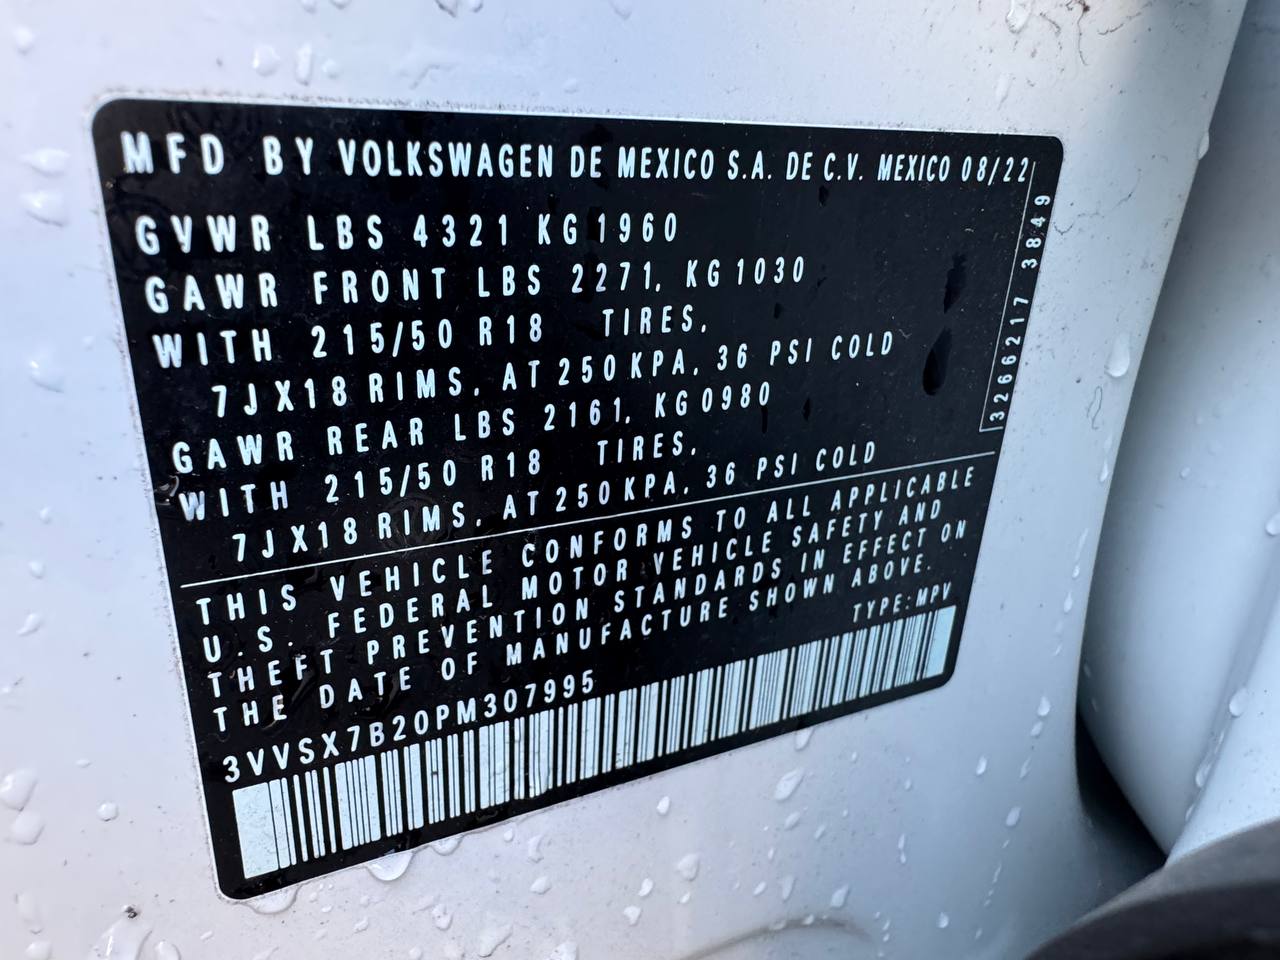 MFD BY VOLKSWAGEN DE MEXICO S.A. DE C.V. MEXICO 08/22
GVWR LBS 4321 KG 1960
GAWR FRONT LBS 2271, KG 1030
WITH 215/50 R18 TIRES,
7JX18 RIMS, AT 250 KPA, 36 PSI COLD
GAWR REAR LBS 2161, KG 0980
WITH 215/50 R18 TIRES,
7JX18 RIMS, AT 250 KPA, 36 PSI COLD
3266217 3849
THIS VEHICLE CONFORMS TO ALL APPLICABLE
U.S. FEDERAL MOTOR VEHICLE SAFETY AND
THEFT PREVENTION STANDARDS IN EFFECT ON
THE DATE OF MANUFACTURE SHOWN ABOVE.
TYPE: MPV
3VVSX7B20PM307995